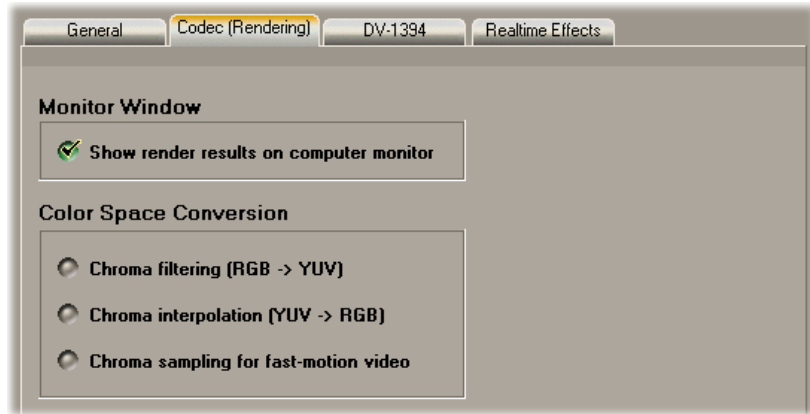 General Codec (Rendering) DV-1394 Realtime Effects
Monitor Window
Show render results on computer monitor
Color Space Conversion
Chroma filtering (RGB -> YUV)
Chroma interpolation (YUV -> RGB)
Chroma sampling for fast-motion video